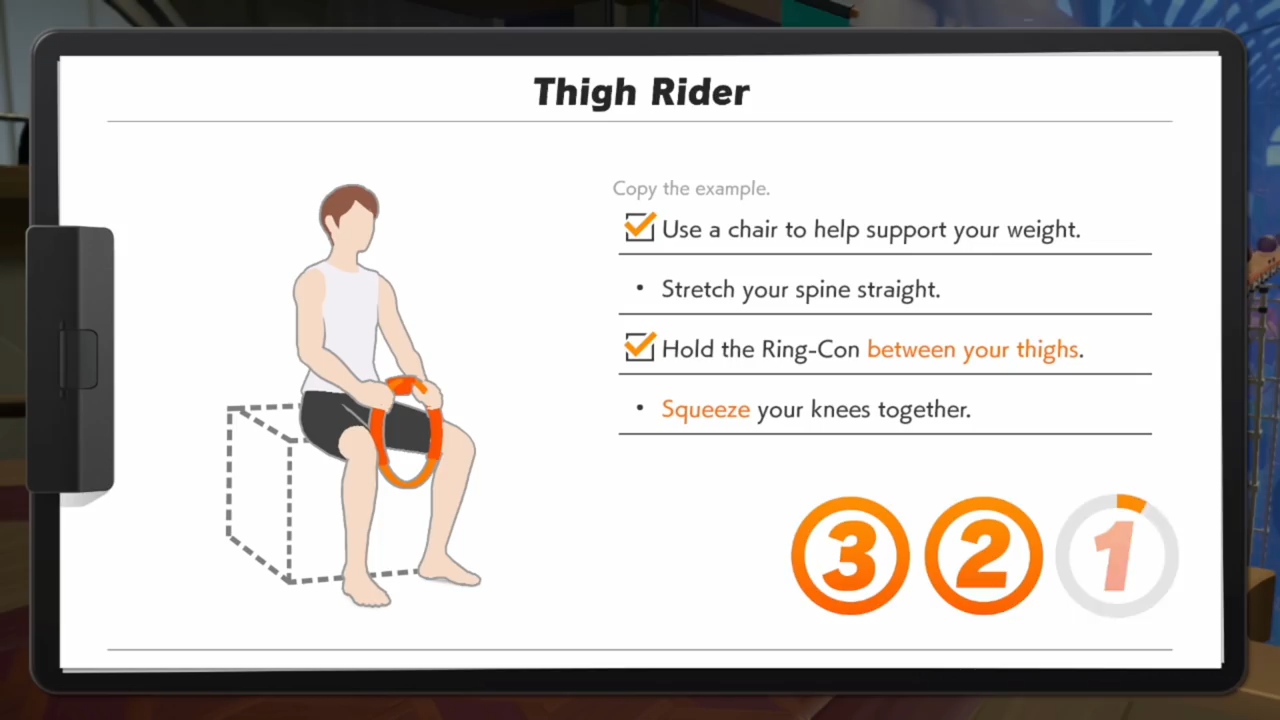 Thigh Rider
Copy the example.
Use a chair to help support your weight.
• Stretch your spine straight.
Hold the Ring-Con between your thighs.
• Squeeze your knees together.
3 2 1